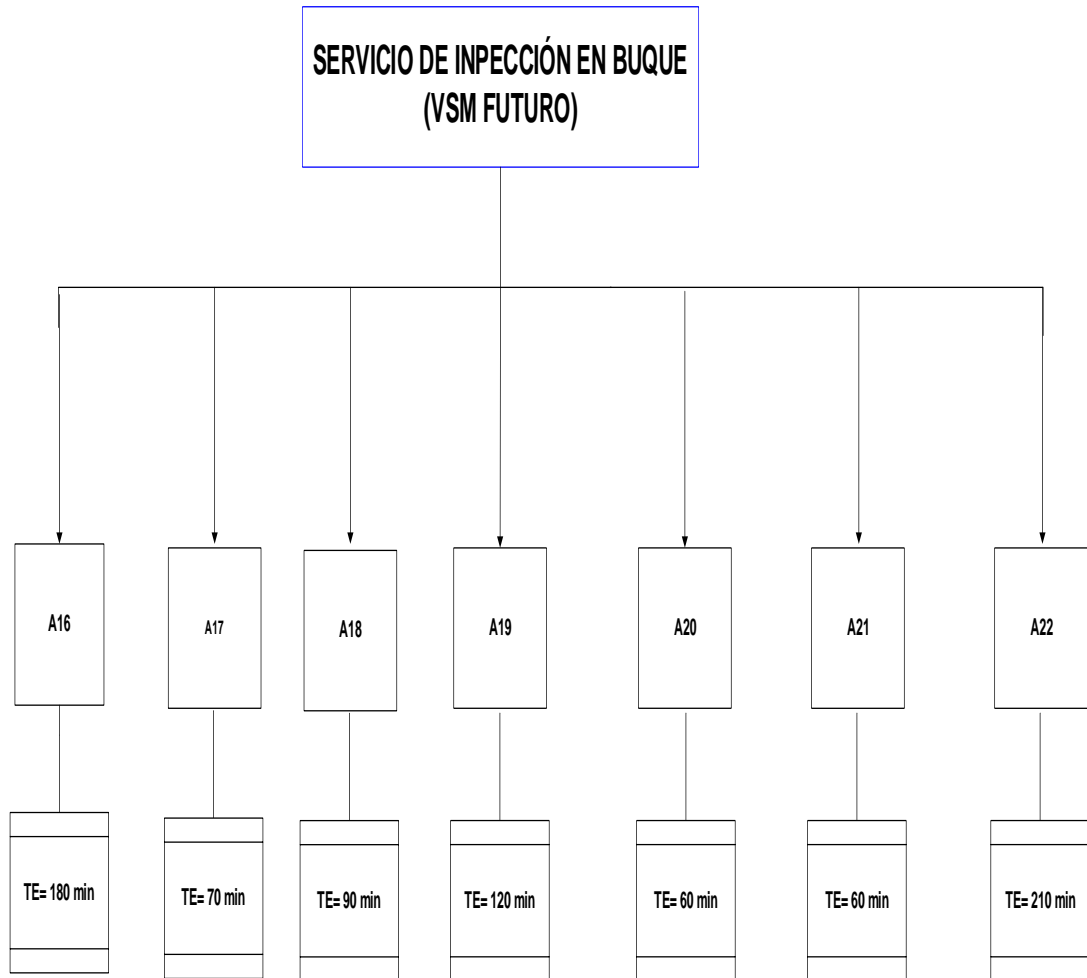 SERVICIO DE INPECCIÓN EN BUQUE
(VSM FUTURO)
A16
A17
A18
A19
A20
A21
A22
TE= 180 min
TE= 70 min
TE= 90 min
TE= 120 min
TE= 60 min
TE= 60 min
TE= 210 min